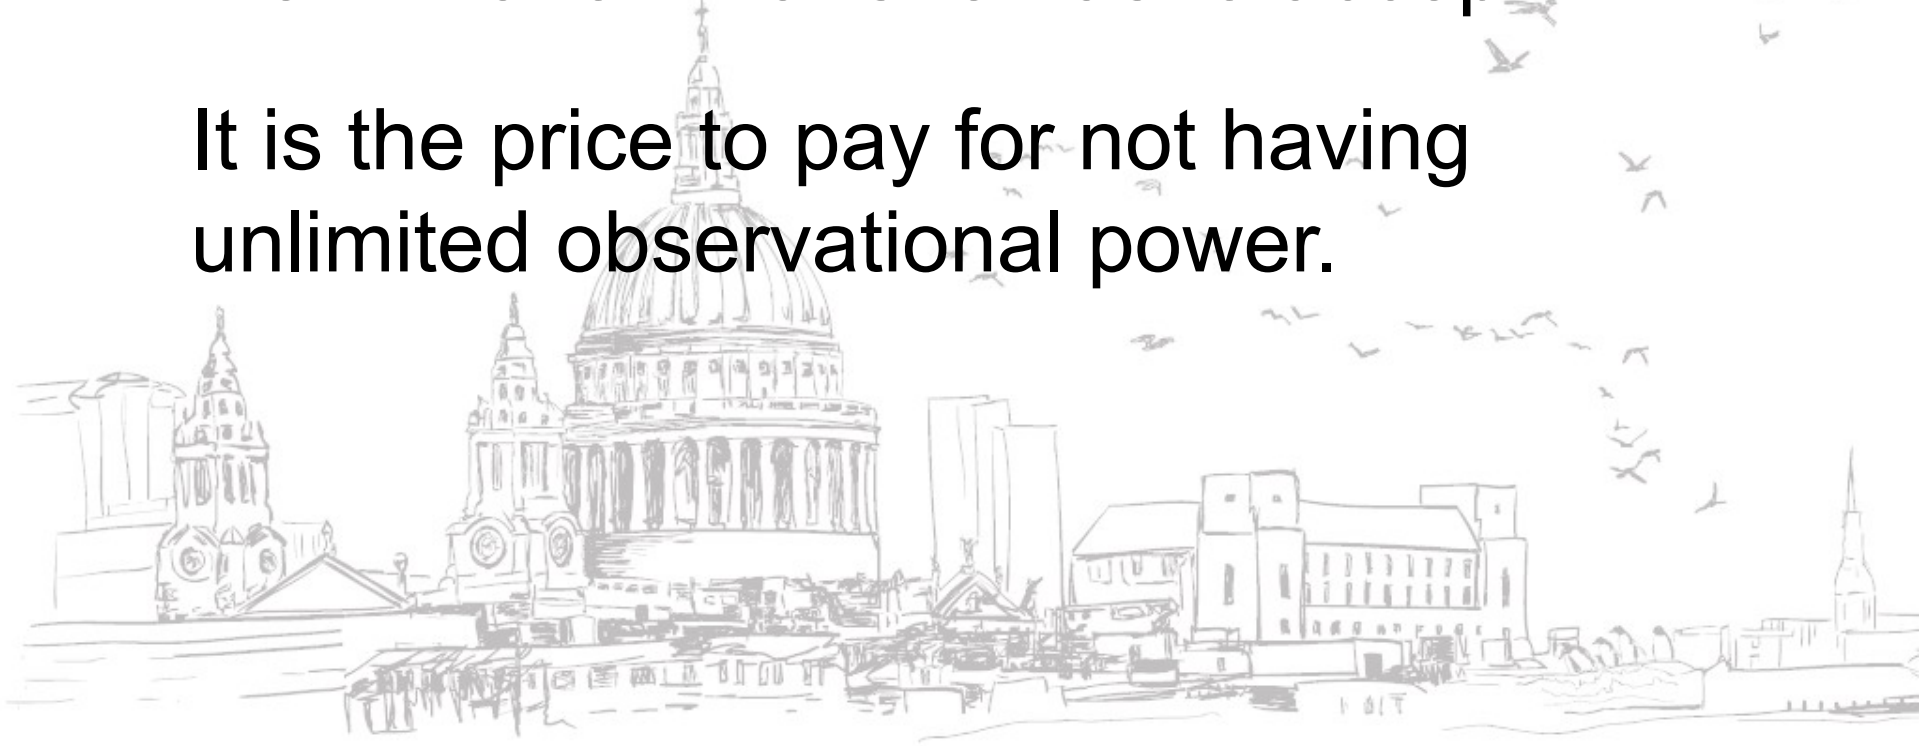 It is the price to pay for not having
unlimited observational power.